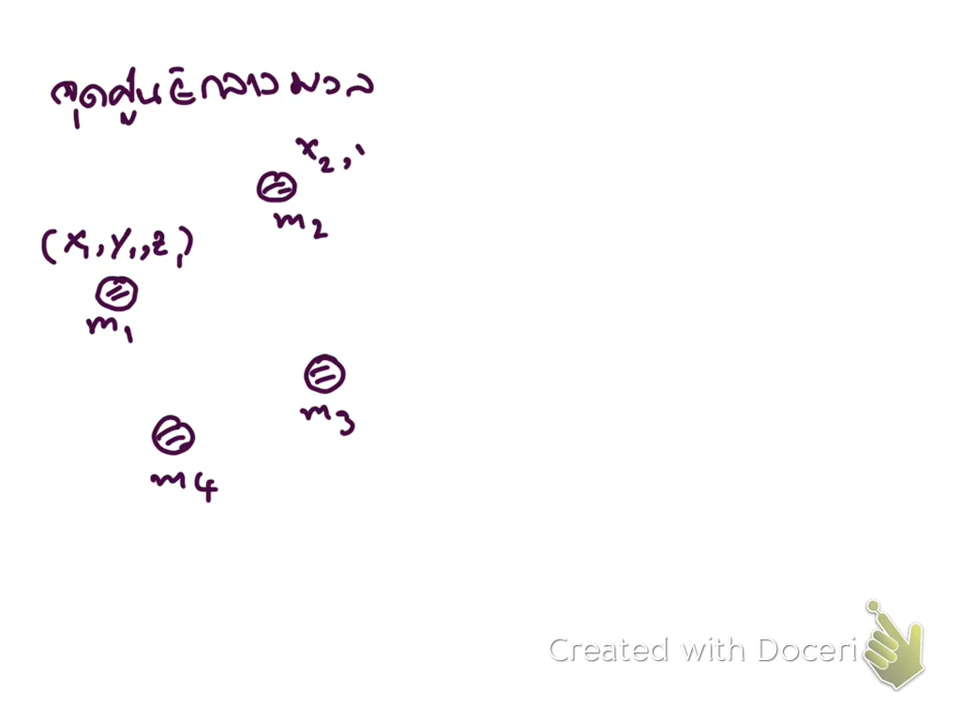 จุดศูนย์กลางมวล
x₂,
m₂
(x₁, y₁, z₁)
m₁
m₃
m₄
Created with Doceri